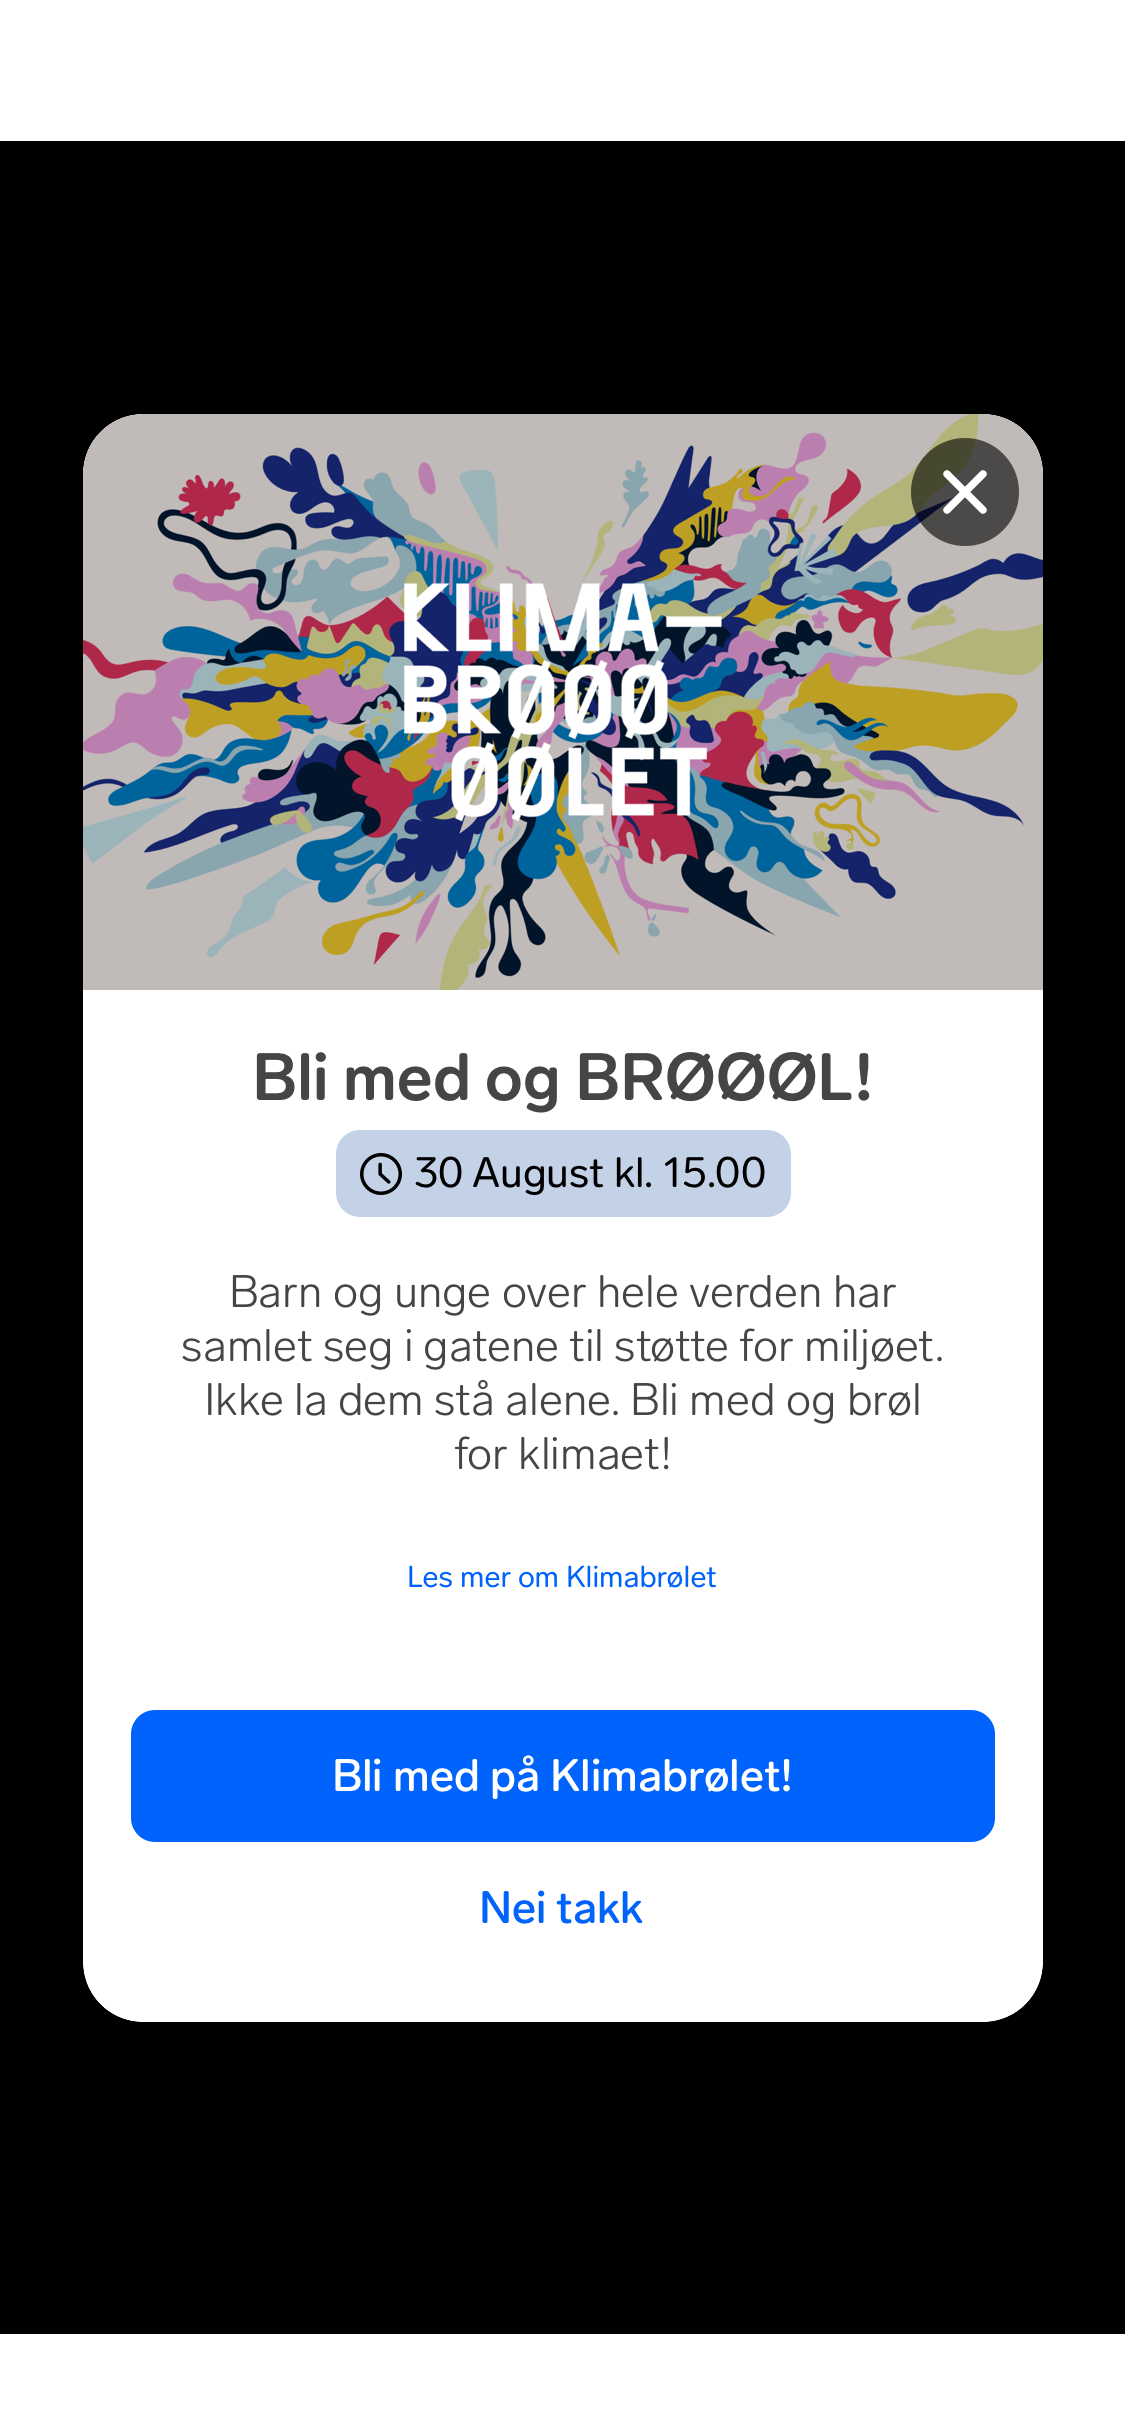 KLIMA—
BRØØØ
ØØLET
Bli med og BRØØØL!
30 August kl. 15.00
Barn og unge over hele verden har
samlet seg i gatene til støtte for miljøet.
Ikke la dem stå alene. Bli med og brøl
for klimaet!
Les mer om Klimabrølet
Bli med på Klimabrølet!
Nei takk